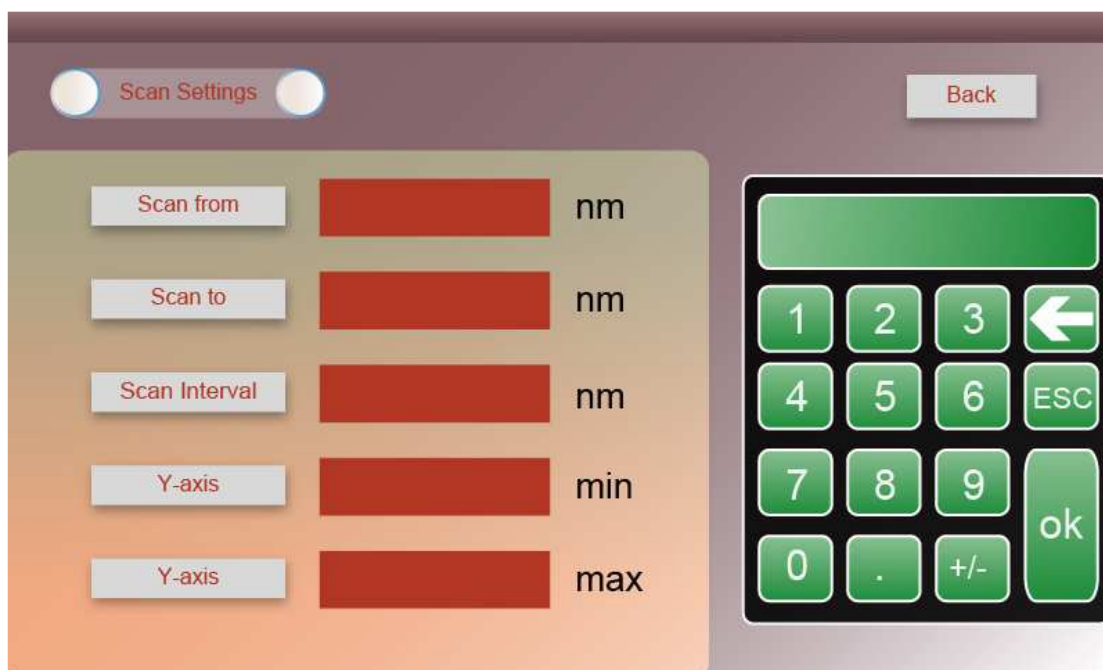 Scan Settings
Back
Scan from nm
Scan to nm
Scan Interval nm
Y-axis min
Y-axis max
1 2 3
4 5 6 ESC
7 8 9
ok
0 . +/-